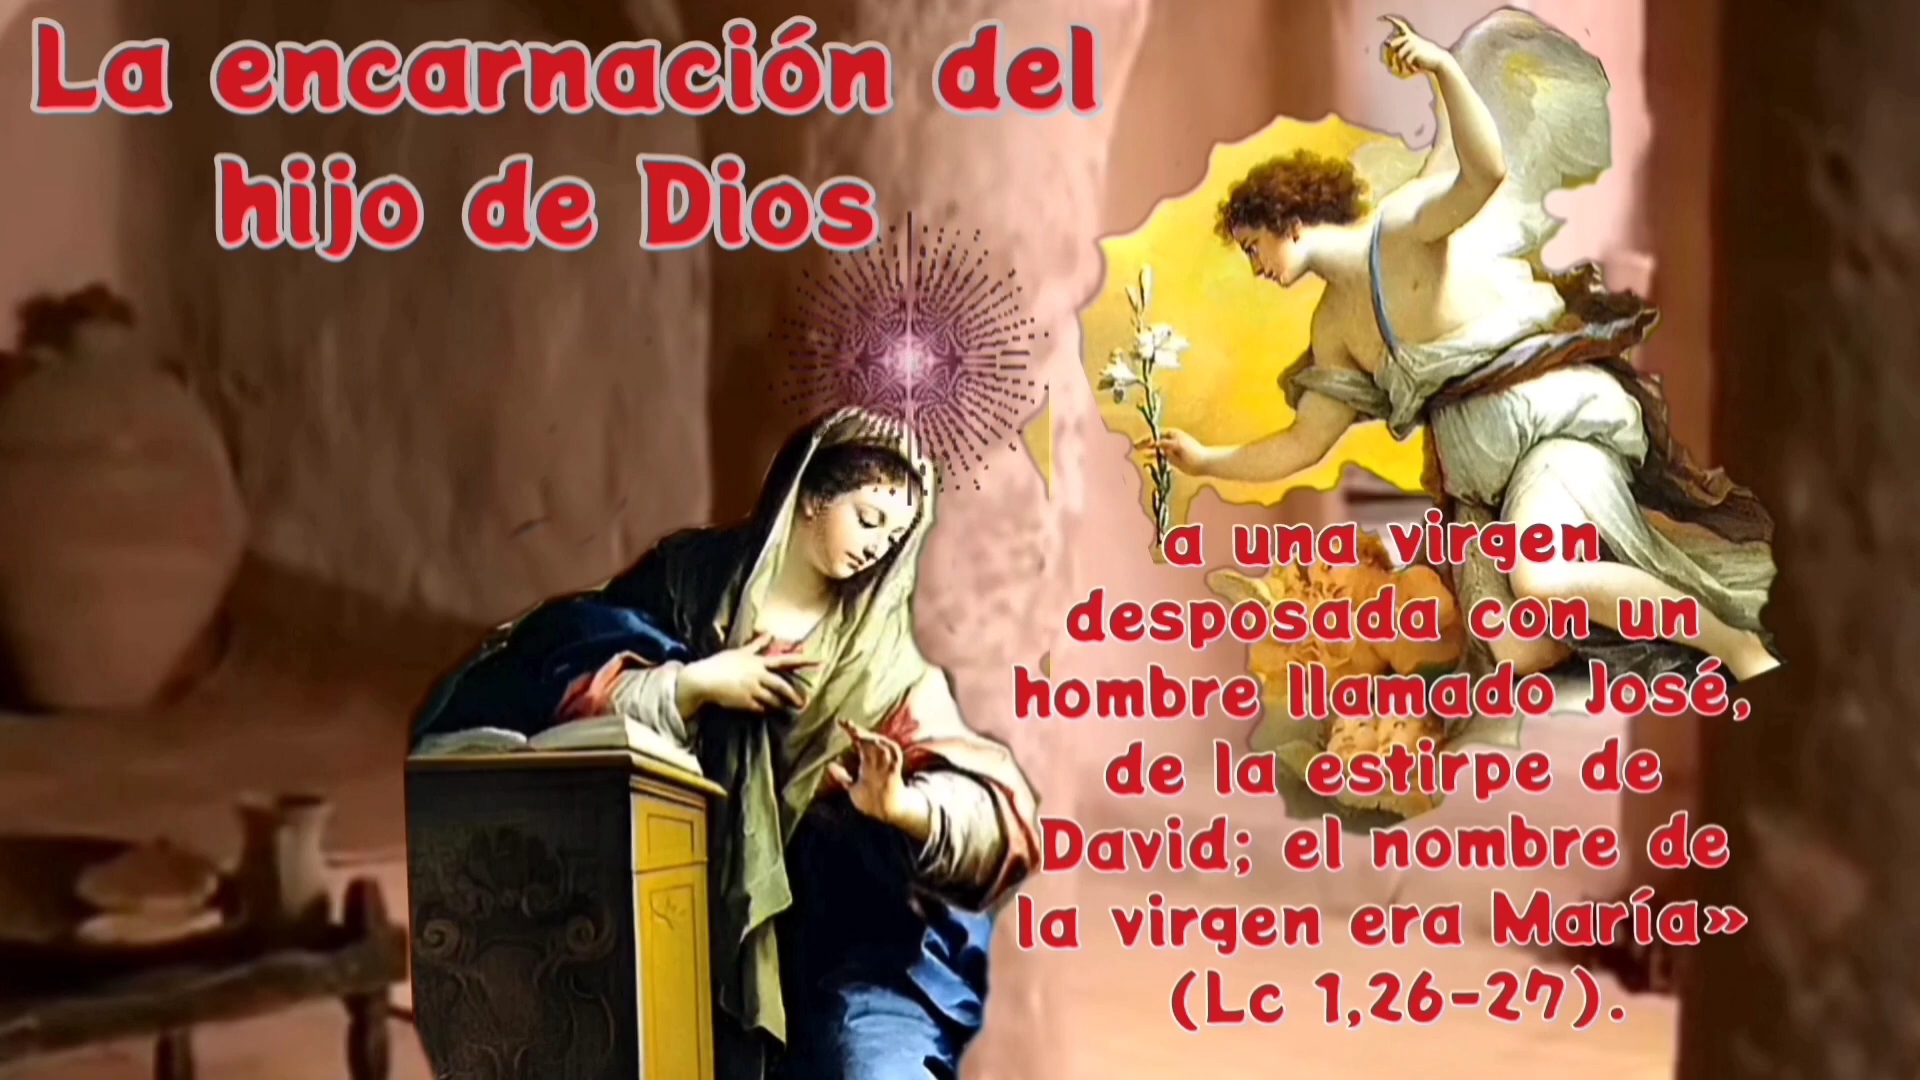 La encarnación del
hijo de Dios
a una virgen
desposada con un
hombre llamado José,
de la estirpe de
David; el nombre de
la virgen era María»
(Lc 1,26-27).